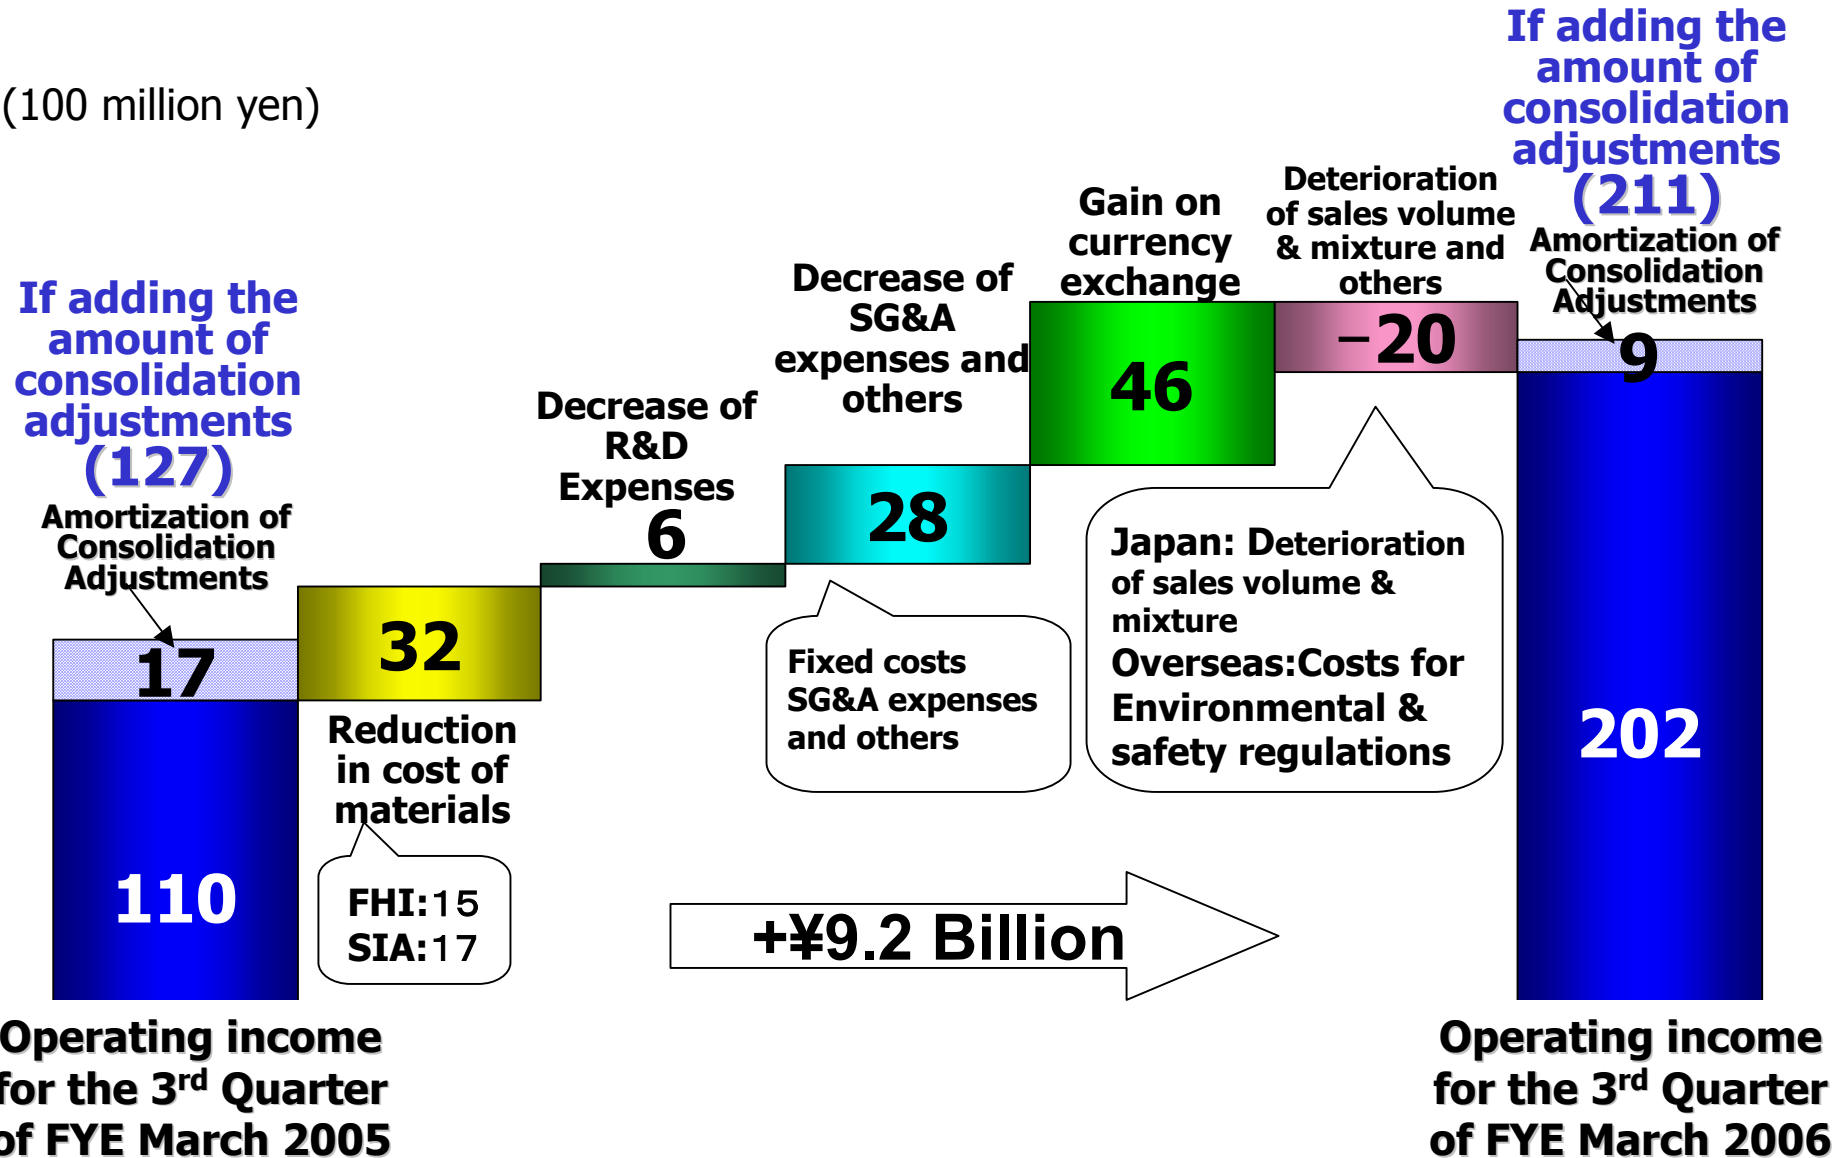 (100 million yen)
If adding the
amount of
consolidation
adjustments
(127)
Amortization of
Consolidation
Adjustments
17
110
Operating income
for the 3rd Quarter
of FYE March 2005
32
Reduction
in cost of
materials
FHI:15
SIA:17
Decrease of
R&D
Expenses
6
Decrease of
SG&A
expenses and
others
28
Fixed costs
SG&A expenses
and others
Gain on
currency
exchange
46
Deterioration
of sales volume
& mixture and
others
−20
Japan: Deterioration
of sales volume &
mixture
Overseas:Costs for
Environmental &
safety regulations
+¥9.2 Billion
If adding the
amount of
consolidation
adjustments
(211)
Amortization of
Consolidation
Adjustments
9
202
Operating income
for the 3rd Quarter
of FYE March 2006